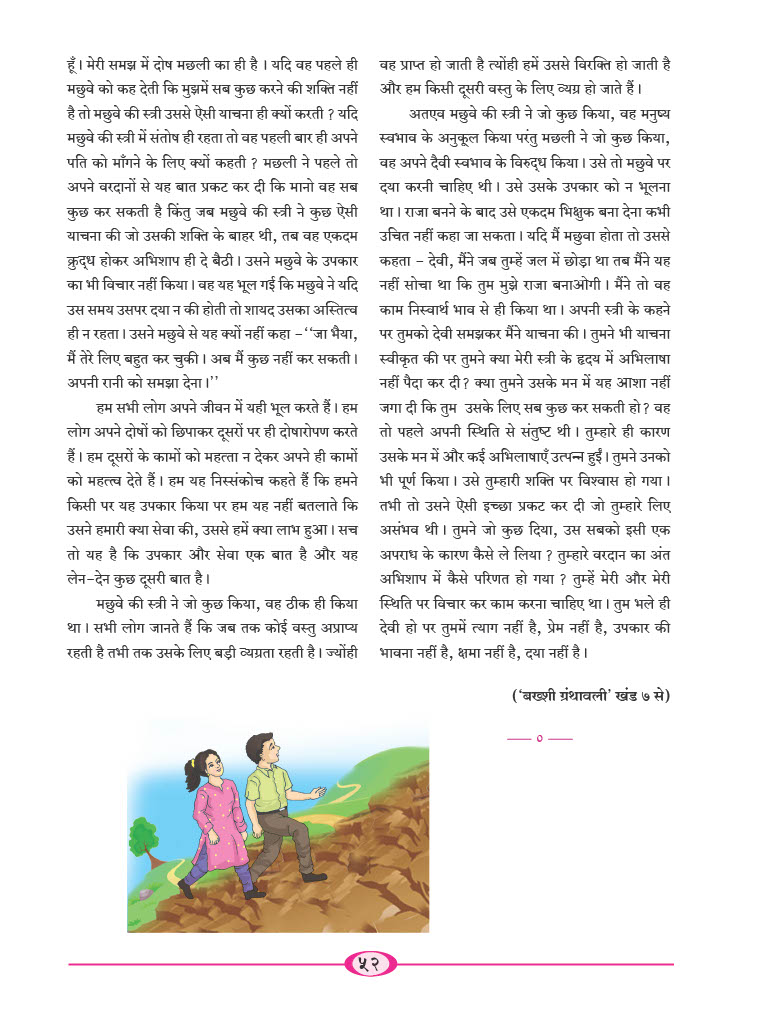 हूँ । मेरी समझ में दोष मछली का ही है । यदि वह पहले ही
मछुवे को कह देती कि मुझमें सब कुछ करने की शक्ति नहीं
है तो मछुवे की स्त्री उससे ऐसी याचना ही क्यों करती ? यदि
मछुवे की स्त्री में संतोष ही रहता तो वह पहली बार ही अपने
पति को माँगने के लिए क्यों कहती ? मछली ने पहले तो
अपने वरदानों से यह बात प्रकट कर दी कि मानो वह सब
कुछ कर सकती है किंतु जब मछुवे की स्त्री ने कुछ ऐसी
याचना की जो उसकी शक्ति के बाहर थी, तब वह एकदम
क्रुद्ध होकर अभिशाप ही दे बैठी । उसने मछुवे के उपकार
का भी विचार नहीं किया । वह यह भूल गई कि मछुवे ने यदि
उस समय उसपर दया न की होती तो शायद उसका अस्तित्व
ही न रहता । उसने मछुवे से यह क्यों नहीं कहा -‘‘जा भैया,
मैं तेरे लिए बहुत कर चुकी । अब मैं कुछ नहीं कर सकती ।
अपनी रानी को समझा देना ।’’
हम सभी लोग अपने जीवन में यही भूल करते हैं । हम
लोग अपने दोषों को छिपाकर दूसरों पर ही दोषारोपण करते
हैं । हम दूसरों के कामों को महत्ता न देकर अपने ही कामों
को महत्त्व देते हैं । हम यह निस्संकोच कहते हैं कि हमने
किसी पर यह उपकार किया पर हम यह नहीं बतलाते कि
उसने हमारी क्या सेवा की, उससे हमें क्या लाभ हुआ । सच
तो यह है कि उपकार और सेवा एक बात है और यह
लेन-देन कुछ दूसरी बात है ।
मछुवे की स्त्री ने जो कुछ किया, वह ठीक ही किया
था । सभी लोग जानते हैं कि जब तक कोई वस्तु अप्राप्य
रहती है तभी तक उसके लिए बड़ी व्यग्रता रहती है । ज्योंही
वह प्राप्त हो जाती है त्योंही हमें उससे विरक्ति हो जाती है
और हम किसी दूसरी वस्तु के लिए व्यग्र हो जाते हैं ।
अतएव मछुवे की स्त्री ने जो कुछ किया, वह मनुष्य
स्वभाव के अनुकूल किया परंतु मछली ने जो कुछ किया,
वह अपने दैवी स्वभाव के विरुद्ध किया । उसे तो मछुवे पर
दया करनी चाहिए थी । उसे उसके उपकार को न भूलना
था । राजा बनने के बाद उसे एकदम भिक्षुक बना देना कभी
उचित नहीं कहा जा सकता । यदि मैं मछुवा होता तो उससे
कहता - देवी, मैंने जब तुम्हें जल में छोड़ा था तब मैंने यह
नहीं सोचा था कि तुम मुझे राजा बनाओगी । मैंने तो वह
काम निस्वार्थ भाव से ही किया था । अपनी स्त्री के कहने
पर तुमको देवी समझकर मैंने याचना की । तुमने भी याचना
स्वीकृत की पर तुमने क्या मेरी स्त्री के हृदय में अभिलाषा
नहीं पैदा कर दी ? क्या तुमने उसके मन में यह आशा नहीं
जगा दी कि तुम उसके लिए सब कुछ कर सकती हो ? वह
तो पहले अपनी स्थिति से संतुष्ट थी । तुम्हारे ही कारण
उसके मन में और कई अभिलाषाएँ उत्पन्न हुईं । तुमने उनको
भी पूर्ण किया । उसे तुम्हारी शक्ति पर विश्वास हो गया ।
तभी तो उसने ऐसी इच्छा प्रकट कर दी जो तुम्हारे लिए
असंभव थी । तुमने जो कुछ दिया, उस सबको इसी एक
अपराध के कारण कैसे ले लिया ? तुम्हारे वरदान का अंत
अभिशाप में कैसे परिणत हो गया ? तुम्हें मेरी और मेरी
स्थिति पर विचार कर काम करना चाहिए था । तुम भले ही
देवी हो पर तुममें त्याग नहीं है, प्रेम नहीं है, उपकार की
भावना नहीं है, क्षमा नहीं है, दया नहीं है ।
(‘बख्शी ग्रंथावली’ खंड ७ से)
०
५२